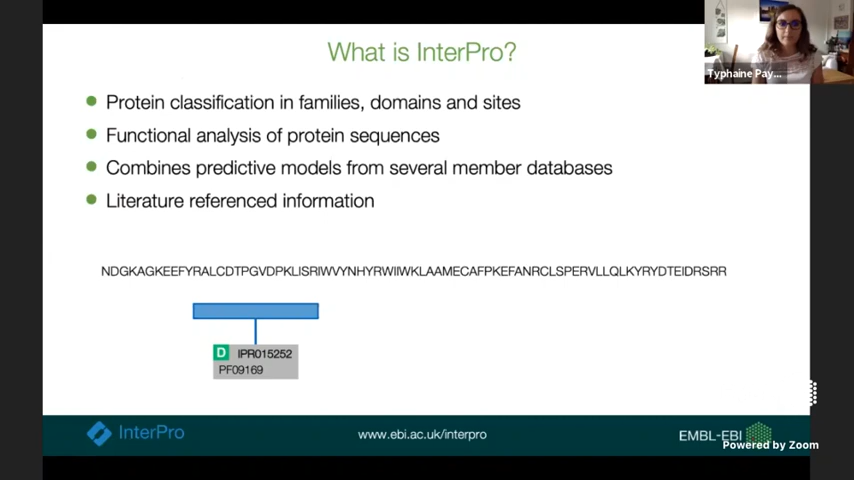 What is InterPro?
Typhaine Pay...
Protein classification in families, domains and sites
Functional analysis of protein sequences
Combines predictive models from several member databases
Literature referenced information
NDGKAGKEEFYRALCDTPGVDPKLISRIWVYNHYRWIIWKLAAMECAFPKEFANRCLSPERVLLQLKYRYDTEIDRSRR
D IPR015252
PF09169
InterPro
www.ebi.ac.uk/interpro
EMBL-EBI
Powered by Zoom